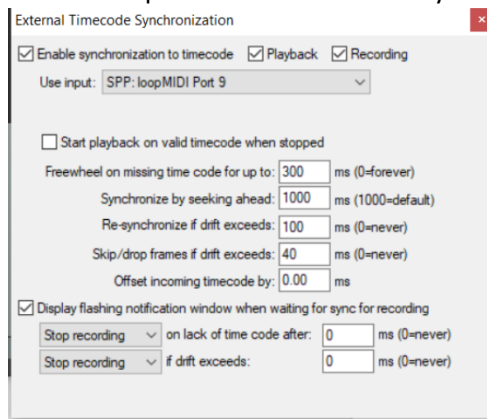 External Timecode Synchronization
Enable synchronization to timecode Playback Recording
Use input: SPP: loopMIDI Port 9
Start playback on valid timecode when stopped
Freewheel on missing time code for up to: 300 ms (0=forever)
Synchronize by seeking ahead: 1000 ms (1000=default)
Re-synchronize if drift exceeds: 100 ms (0=never)
Skip/drop frames if drift exceeds: 40 ms (0=never)
Offset incoming timecode by: 0.00 ms
Display flashing notification window when waiting for sync for recording
Stop recording on lack of time code after: 0 ms (0=never)
Stop recording if drift exceeds: 0 ms (0=never)